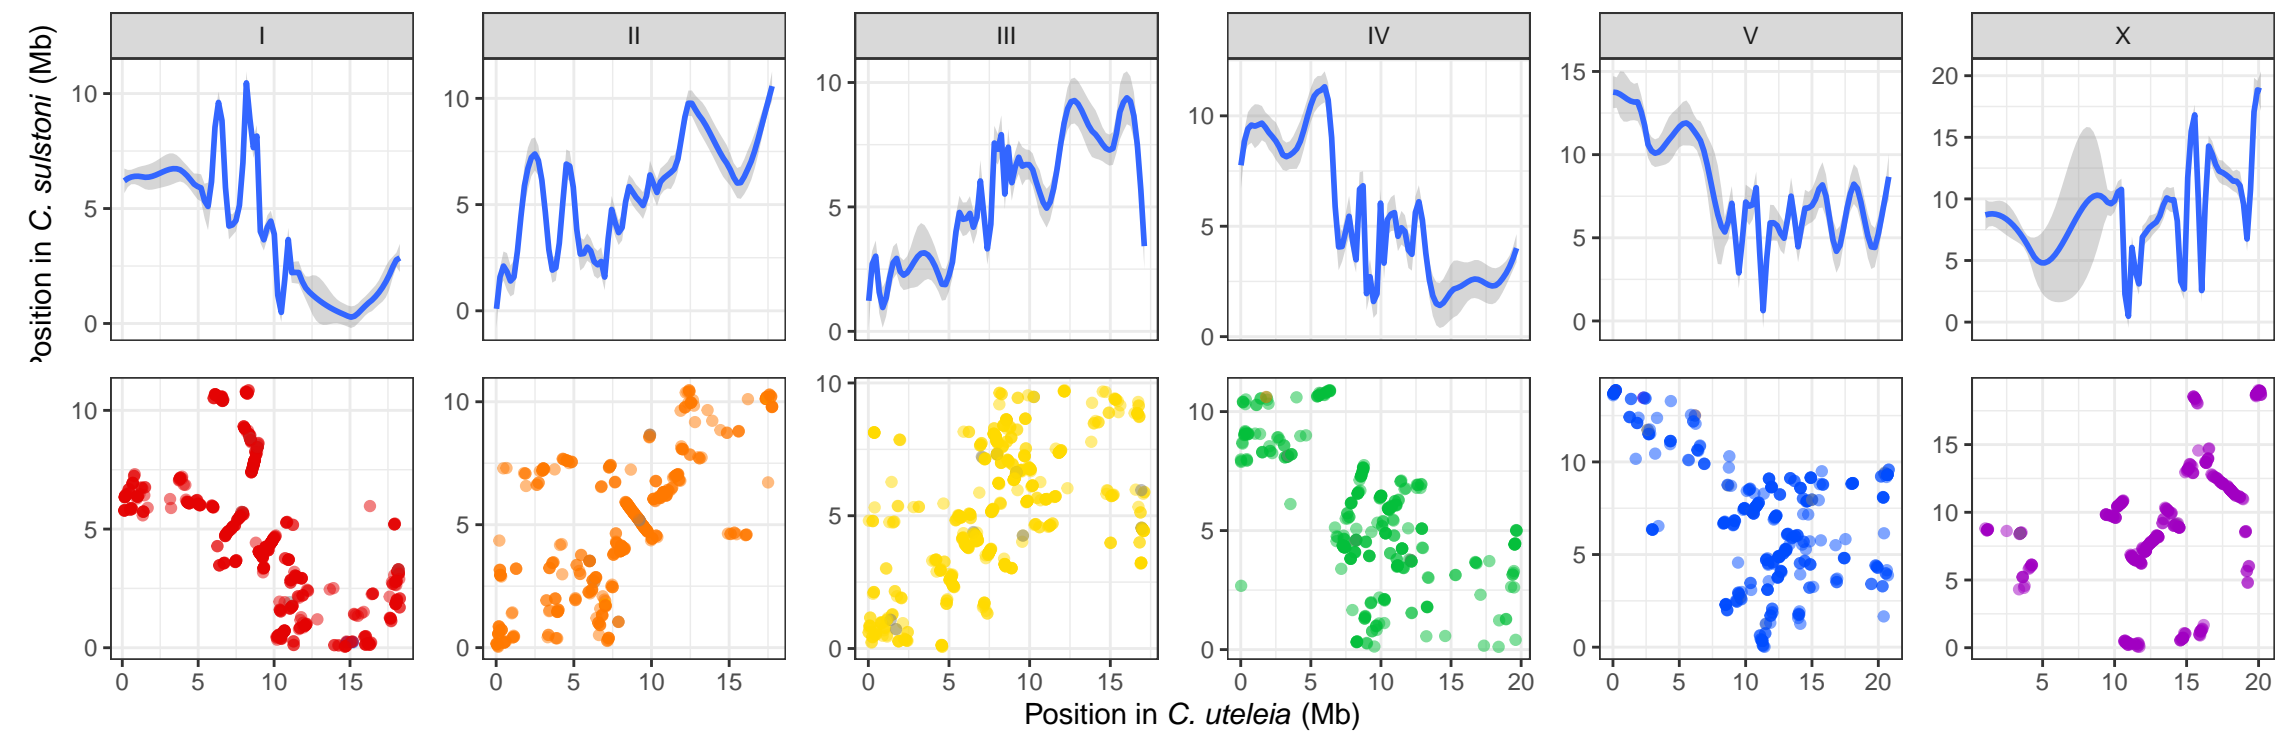 I II III IV V X
Position in C. sulstoni (Mb)
10 10 10 10 15 20
5 5 5 5 10 15
0 0 0 0 5 10
0 5
0
10 10 10 10 10 15
5 5 5 5 5 10
0 0 0 0 0 5
0
0 5 10 15 0 5 10 15 0 5 10 15 0 5 10 15 20 0 5 10 15 20 5 10 15 20
Position in C. uteleia (Mb)